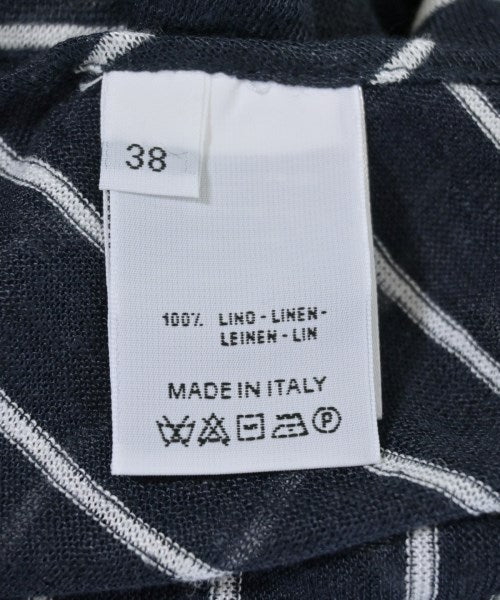 38
100% LINO - LINEN -
LEINEN - LIN
MADE IN ITALY
P